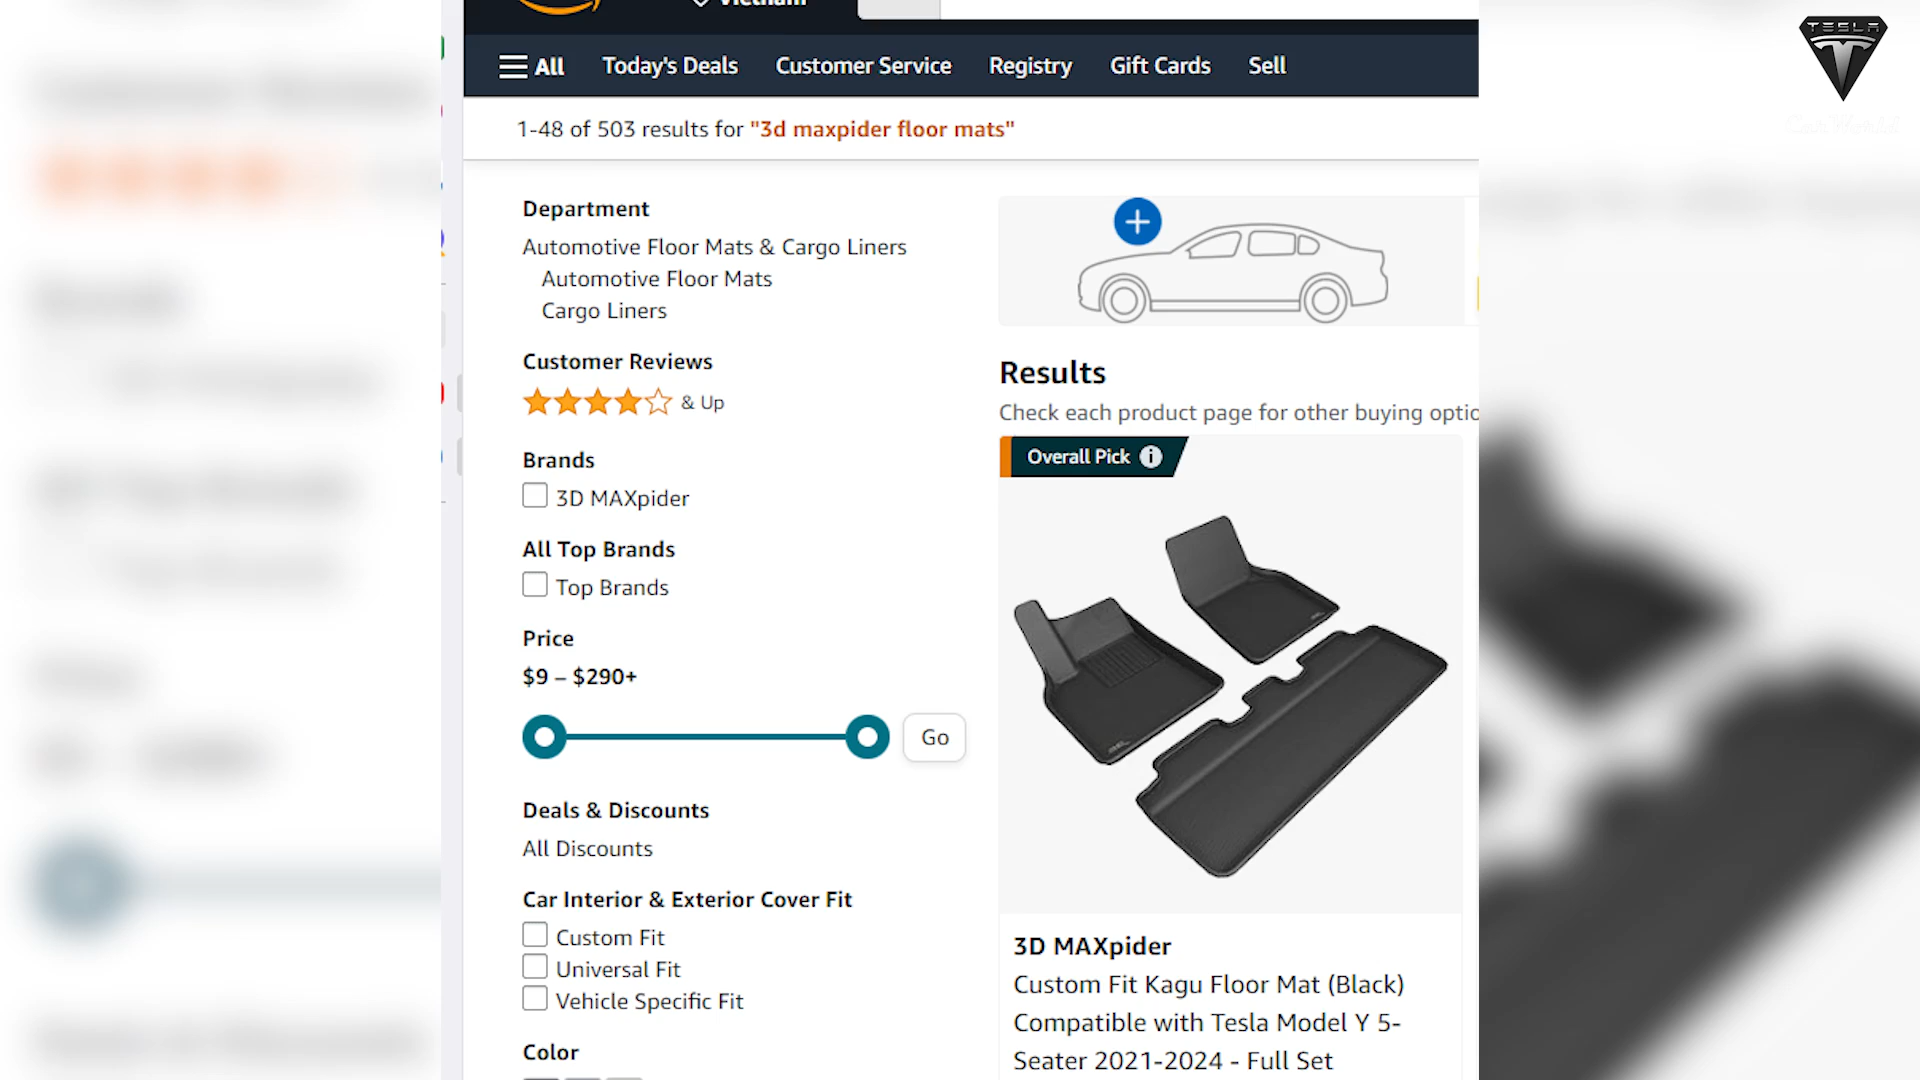 Vietnam
TESLA
All
Today's Deals
Customer Service
Registry
Gift Cards
Sell
1-48 of 503 results for "3d maxpider floor mats"
Department
Automotive Floor Mats & Cargo Liners
Automotive Floor Mats
Cargo Liners
Customer Reviews
& Up
Brands
3D MAXpider
All Top Brands
Top Brands
Price
$9 – $290+
Go
Deals & Discounts
All Discounts
Car Interior & Exterior Cover Fit
Custom Fit
Universal Fit
Vehicle Specific Fit
Color
Results
Check each product page for other buying optio
Overall Pick
3D MAXpider
Custom Fit Kagu Floor Mat (Black)
Compatible with Tesla Model Y 5-
Seater 2021-2024 - Full Set